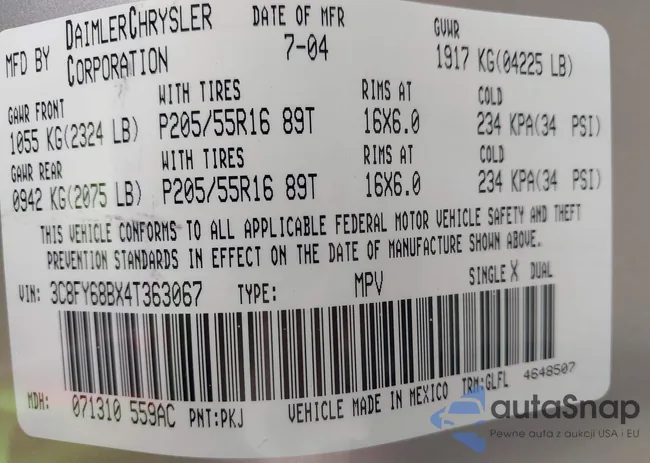 MFD BY DAIMLERCHRYSLER CORPORATION DATE OF MFR 7-04 GVWR 1917 KG(04225 LB)
GAWR FRONT WITH TIRES RIMS AT COLD
1055 KG(2324 LB) P205/55R16 89T 16X6.0 234 KPA(34 PSI)
GAWR REAR WITH TIRES RIMS AT COLD
0942 KG(2075 LB) P205/55R16 89T 16X6.0 234 KPA(34 PSI)
THIS VEHICLE CONFORMS TO ALL APPLICABLE FEDERAL MOTOR VEHICLE SAFETY AND THEFT
PREVENTION STANDARDS IN EFFECT ON THE DATE OF MANUFACTURE SHOWN ABOVE.
VIN: 3C8FY68BX4T363067 TYPE: MPV SINGLE X DUAL
MDH: 071310 559AC PNT:PKJ VEHICLE MADE IN MEXICO TRM:GLFL 4648507
autaSnap
Pewne auta z aukcji USA i EU